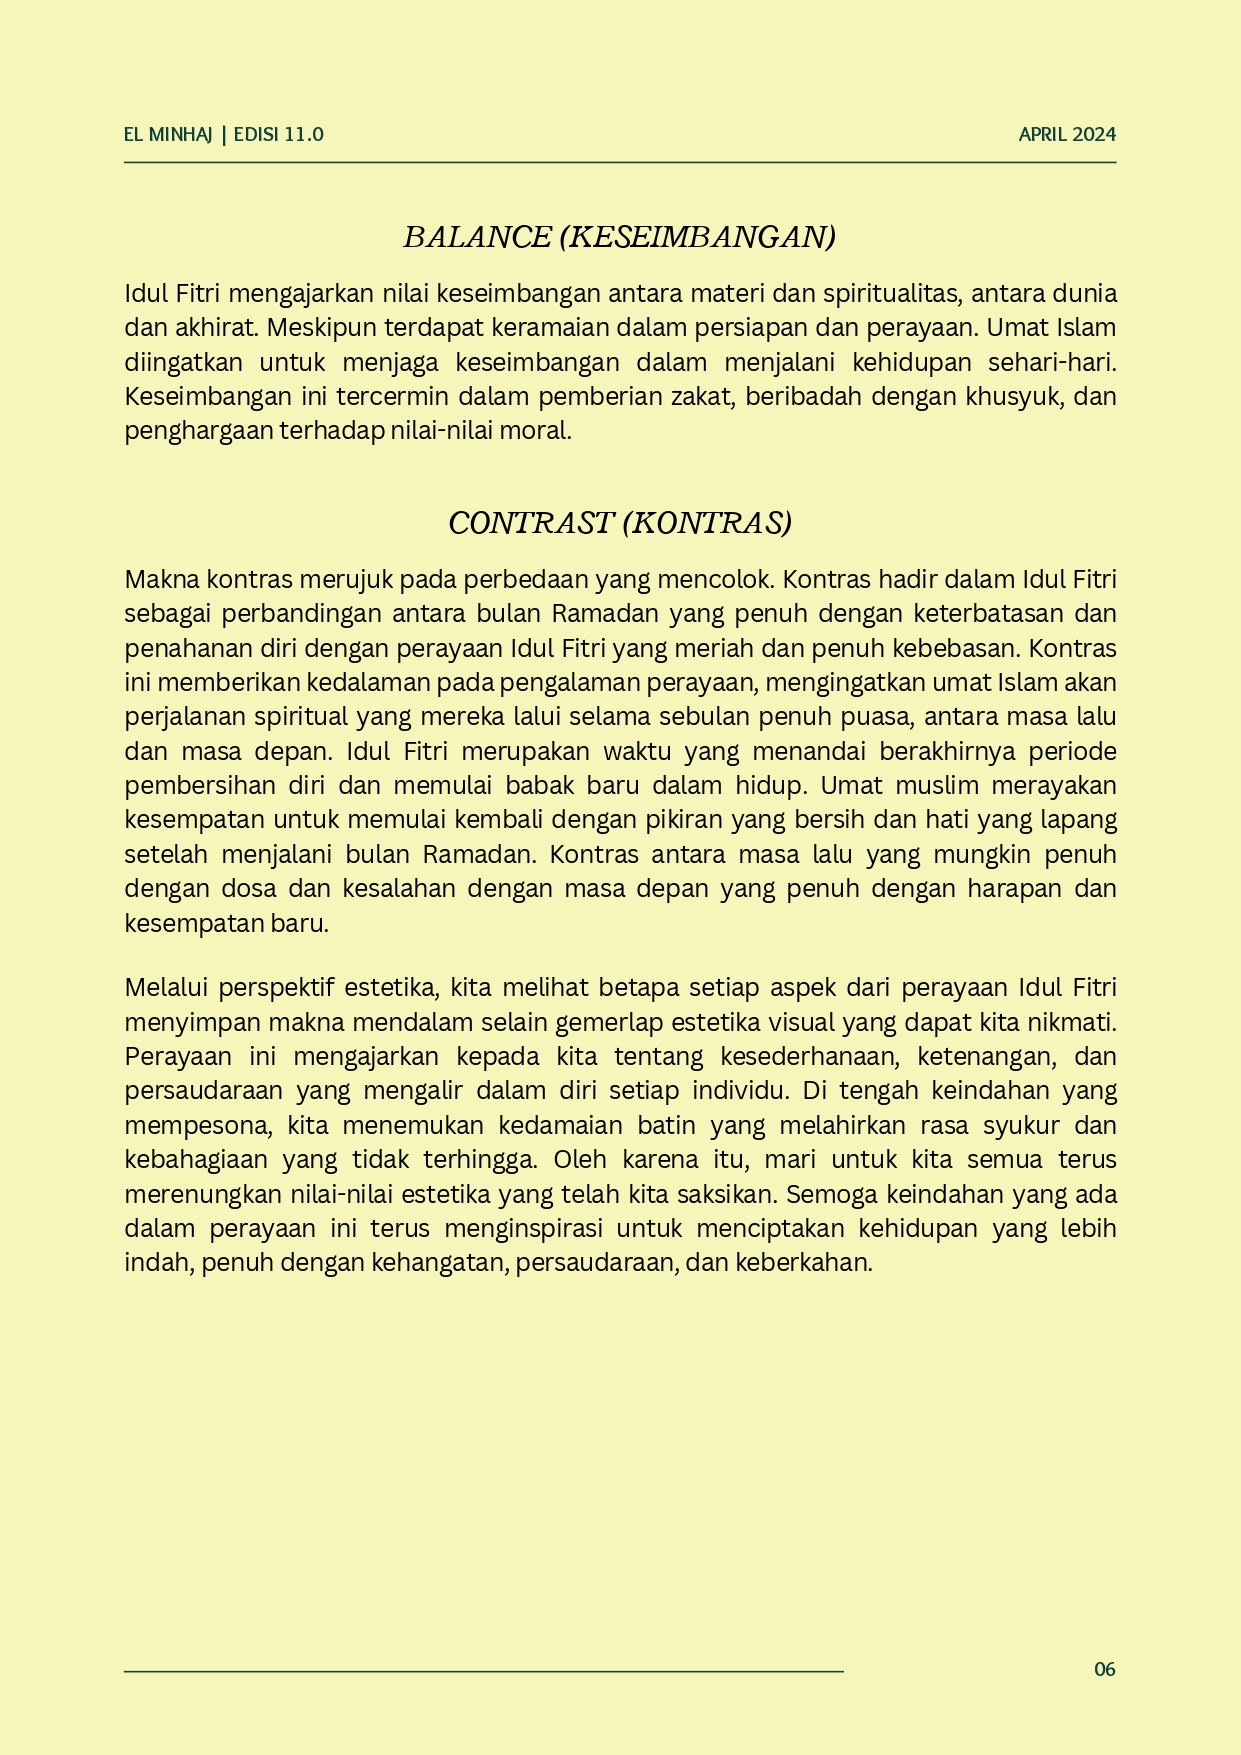 EL MINHAJ | EDISI 11.0
APRIL 2024
BALANCE (KESEIMBANGAN)
Idul Fitri mengajarkan nilai keseimbangan antara materi dan spiritualitas, antara dunia
dan akhirat. Meskipun terdapat keramaian dalam persiapan dan perayaan. Umat Islam
diingatkan untuk menjaga keseimbangan dalam menjalani kehidupan sehari-hari.
Keseimbangan ini tercermin dalam pemberian zakat, beribadah dengan khusyuk, dan
penghargaan terhadap nilai-nilai moral.
CONTRAST (KONTRAS)
Makna kontras merujuk pada perbedaan yang mencolok. Kontras hadir dalam Idul Fitri
sebagai perbandingan antara bulan Ramadan yang penuh dengan keterbatasan dan
penahanan diri dengan perayaan Idul Fitri yang meriah dan penuh kebebasan. Kontras
ini memberikan kedalaman pada pengalaman perayaan, mengingatkan umat Islam akan
perjalanan spiritual yang mereka lalui selama sebulan penuh puasa, antara masa lalu
dan masa depan. Idul Fitri merupakan waktu yang menandai berakhirnya periode
pembersihan diri dan memulai babak baru dalam hidup. Umat muslim merayakan
kesempatan untuk memulai kembali dengan pikiran yang bersih dan hati yang lapang
setelah menjalani bulan Ramadan. Kontras antara masa lalu yang mungkin penuh
dengan dosa dan kesalahan dengan masa depan yang penuh dengan harapan dan
kesempatan baru.
Melalui perspektif estetika, kita melihat betapa setiap aspek dari perayaan Idul Fitri
menyimpan makna mendalam selain gemerlap estetika visual yang dapat kita nikmati.
Perayaan ini mengajarkan kepada kita tentang kesederhanaan, ketenangan, dan
persaudaraan yang mengalir dalam diri setiap individu. Di tengah keindahan yang
mempesona, kita menemukan kedamaian batin yang melahirkan rasa syukur dan
kebahagiaan yang tidak terhingga. Oleh karena itu, mari untuk kita semua terus
merenungkan nilai-nilai estetika yang telah kita saksikan. Semoga keindahan yang ada
dalam perayaan ini terus menginspirasi untuk menciptakan kehidupan yang lebih
indah, penuh dengan kehangatan, persaudaraan, dan keberkahan.
06